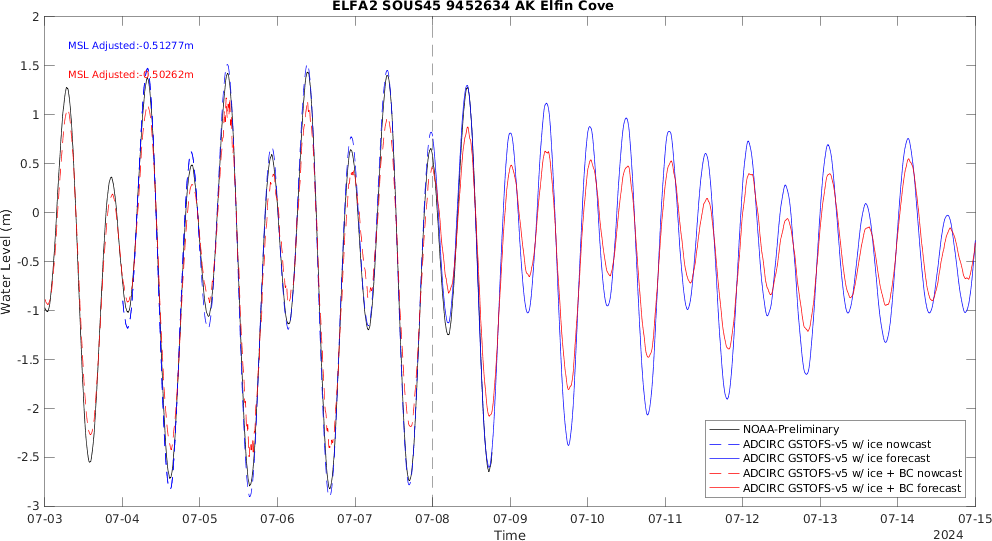 ELFA2 SOUS45 9452634 AK Elfin Cove
MSL Adjusted:-0.51277m
MSL Adjusted:-0.50262m
Water Level (m)
2
1.5
1
0.5
0
-0.5
-1
-1.5
-2
-2.5
-3
NOAA-Preliminary
ADCIRC GSTOFS-v5 w/ ice nowcast
ADCIRC GSTOFS-v5 w/ ice forecast
ADCIRC GSTOFS-v5 w/ ice + BC nowcast
ADCIRC GSTOFS-v5 w/ ice + BC forecast
07-03 07-04 07-05 07-06 07-07 07-08 07-09 07-10 07-11 07-12 07-13 07-14 07-15
Time
2024